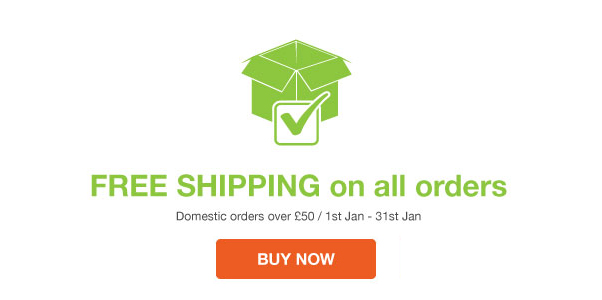 FREE SHIPPING on all orders
Domestic orders over £50 / 1st Jan - 31st Jan
BUY NOW